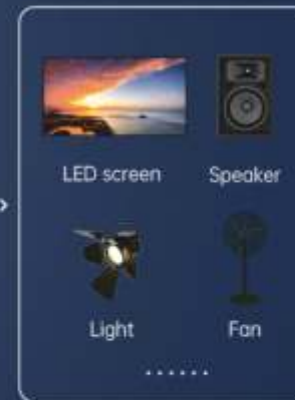 LED screen
Speaker
Light
Fan
......